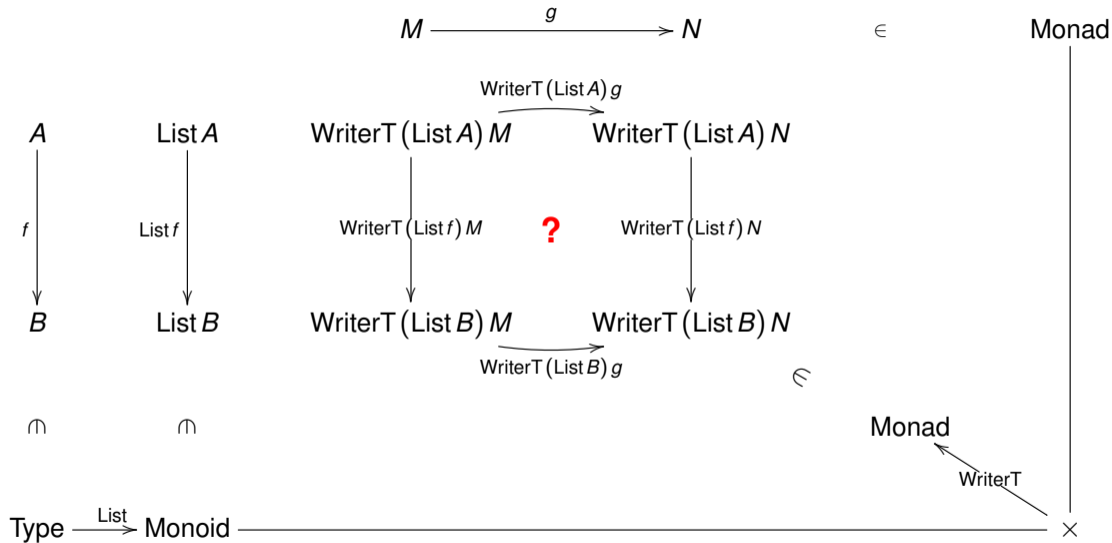 g
M N ∈ Monad
WriterT (List A) g
A List A WriterT (List A) M WriterT (List A) N
f List f WriterT (List f) M ? WriterT (List f) N
B List B WriterT (List B) M WriterT (List B) N
WriterT (List B) g
∈
∈ ∈ Monad
WriterT
List
Type Monoid ×